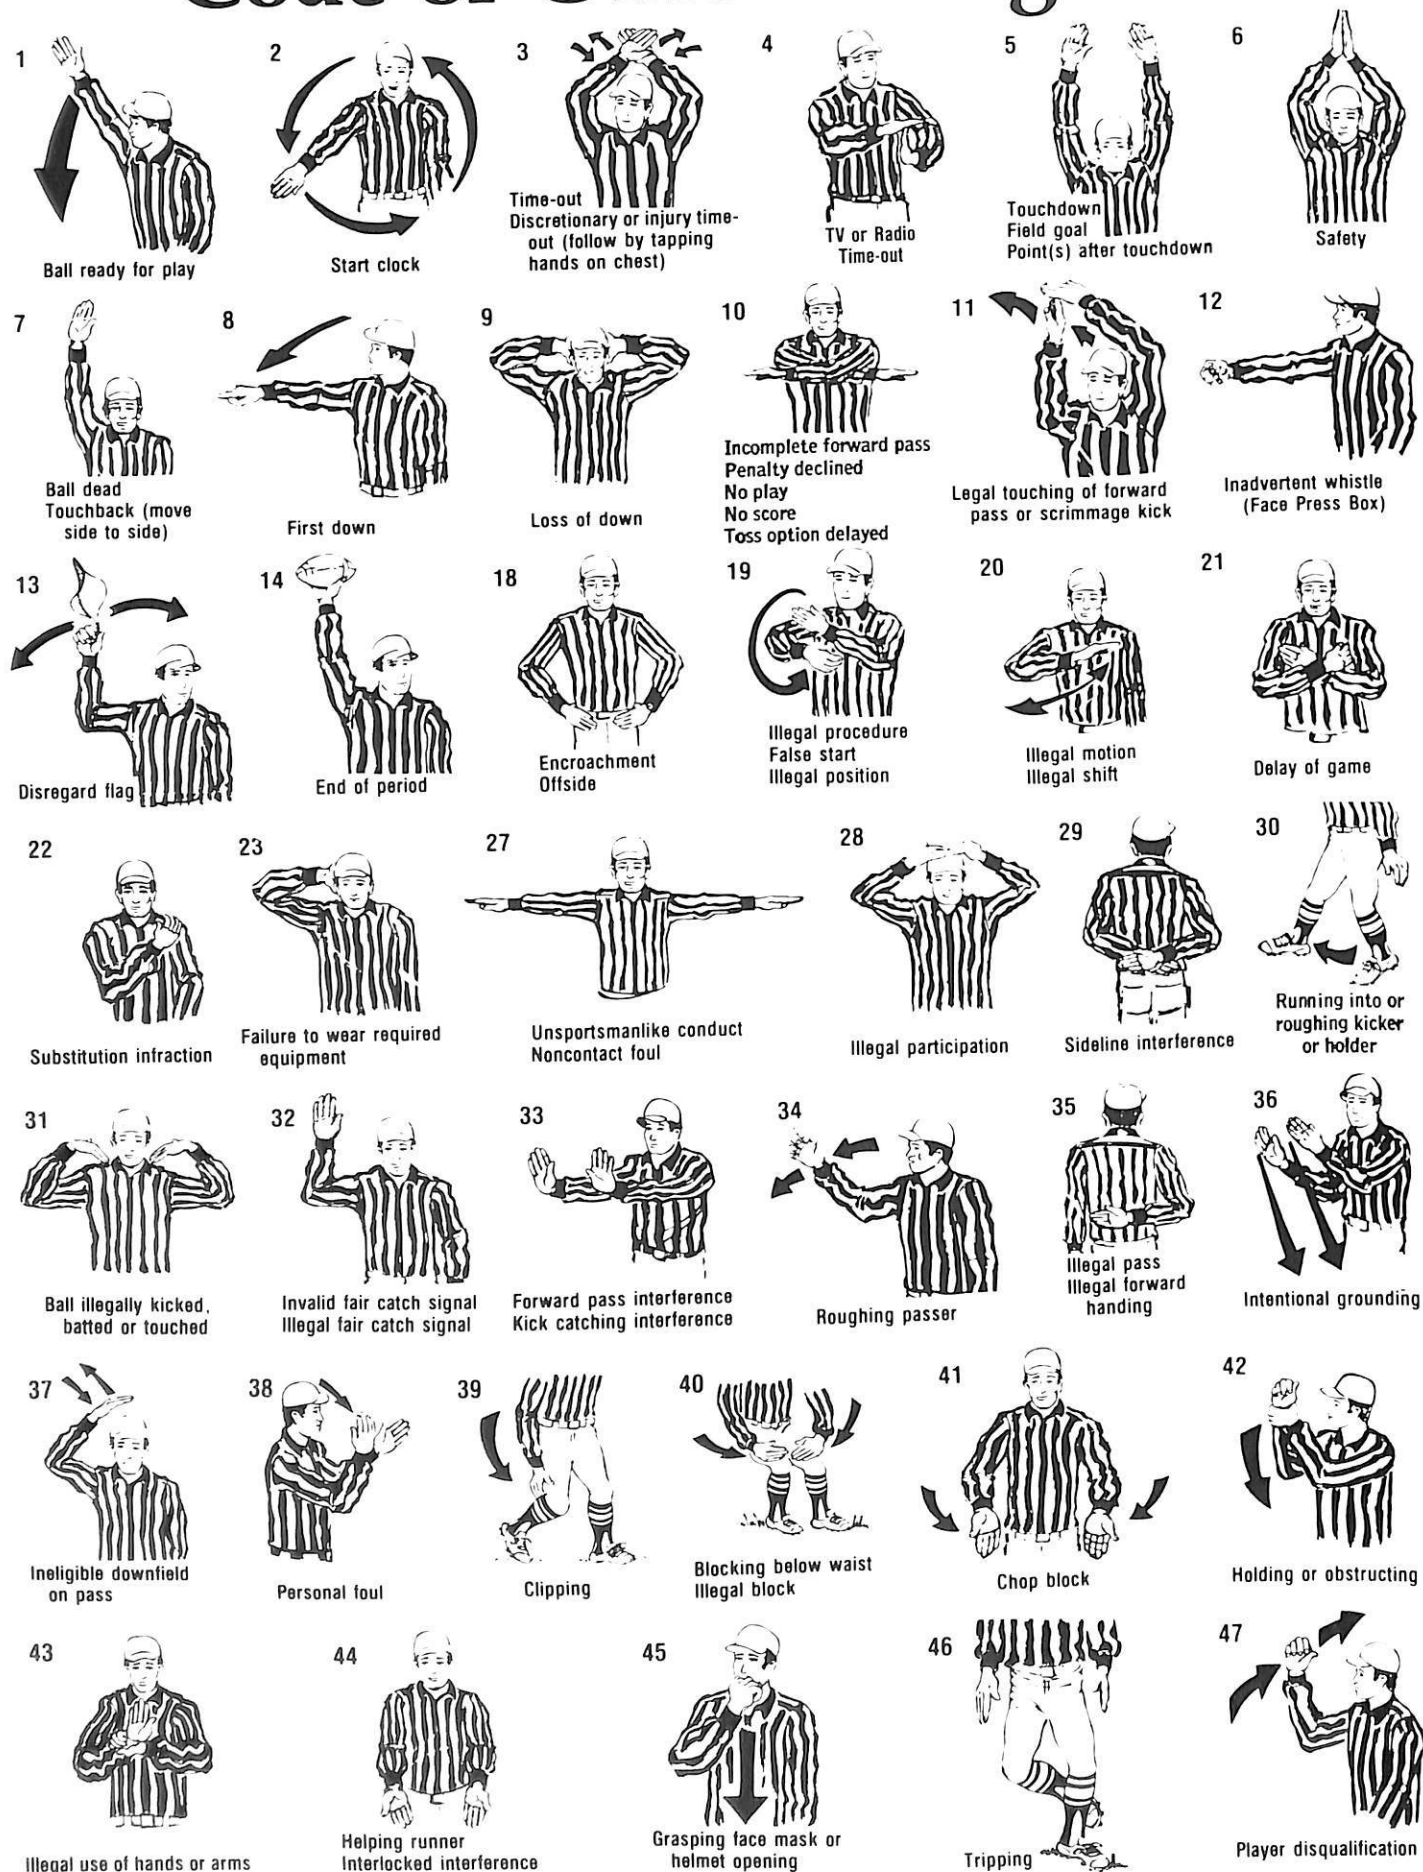 1
2
3
4
5
6
Ball ready for play
Start clock
Time-out
Discretionary or injury time-
out (follow by tapping
hands on chest)
TV or Radio
Time-out
Touchdown
Field goal
Point(s) after touchdown
Safety
7
8
9
10
11
12
Ball dead
Touchback (move
side to side)
First down
Loss of down
Incomplete forward pass
Penalty declined
No play
No score
Toss option delayed
Legal touching of forward
pass or scrimmage kick
Inadvertent whistle
(Face Press Box)
13
14
18
19
20
21
Disregard flag
End of period
Encroachment
Offside
Illegal procedure
False start
Illegal position
Illegal motion
Illegal shift
Delay of game
22
23
27
28
29
30
Substitution infraction
Failure to wear required
equipment
Unsportsmanlike conduct
Noncontact foul
Illegal participation
Sideline interference
Running into or
roughing kicker
or holder
31
32
33
34
35
36
Ball illegally kicked,
batted or touched
Invalid fair catch signal
Illegal fair catch signal
Forward pass interference
Kick catching interference
Roughing passer
Illegal pass
Illegal forward
handing
Intentional grounding
37
38
39
40
41
42
Ineligible downfield
on pass
Personal foul
Clipping
Blocking below waist
Illegal block
Chop block
Holding or obstructing
43
44
45
46
47
Illegal use of hands or arms
Helping runner
Interlocked interference
Grasping face mask or
helmet opening
Tripping
Player disqualification